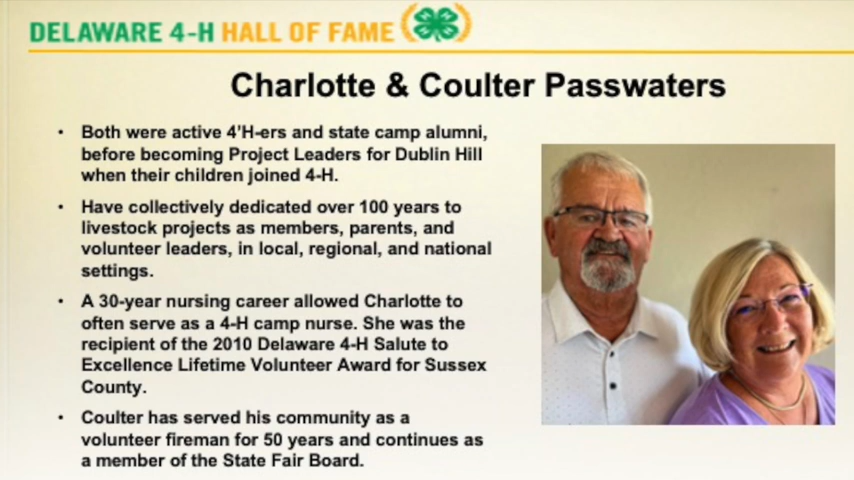 DELAWARE 4-H HALL OF FAME
Charlotte & Coulter Passwaters
• Both were active 4'H-ers and state camp alumni,
before becoming Project Leaders for Dublin Hill
when their children joined 4-H.
• Have collectively dedicated over 100 years to
livestock projects as members, parents, and
volunteer leaders, in local, regional, and national
settings.
• A 30-year nursing career allowed Charlotte to
often serve as a 4-H camp nurse. She was the
recipient of the 2010 Delaware 4-H Salute to
Excellence Lifetime Volunteer Award for Sussex
County.
• Coulter has served his community as a
volunteer fireman for 50 years and continues as
a member of the State Fair Board.